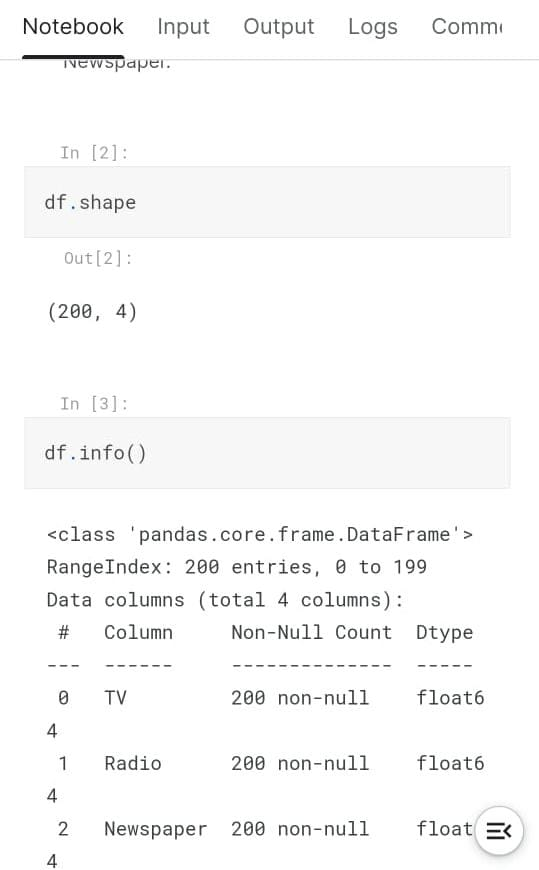 Notebook Input Output Logs Comm
Newspaper.
In [2]:
df.shape
Out[2]:
(200, 4)
In [3]:
df.info()
<class 'pandas.core.frame.DataFrame'>
RangeIndex: 200 entries, 0 to 199
Data columns (total 4 columns):
# Column Non-Null Count Dtype
--- ------ -------------- -----
0 TV 200 non-null float6
4
1 Radio 200 non-null float6
4
2 Newspaper 200 non-null float
4